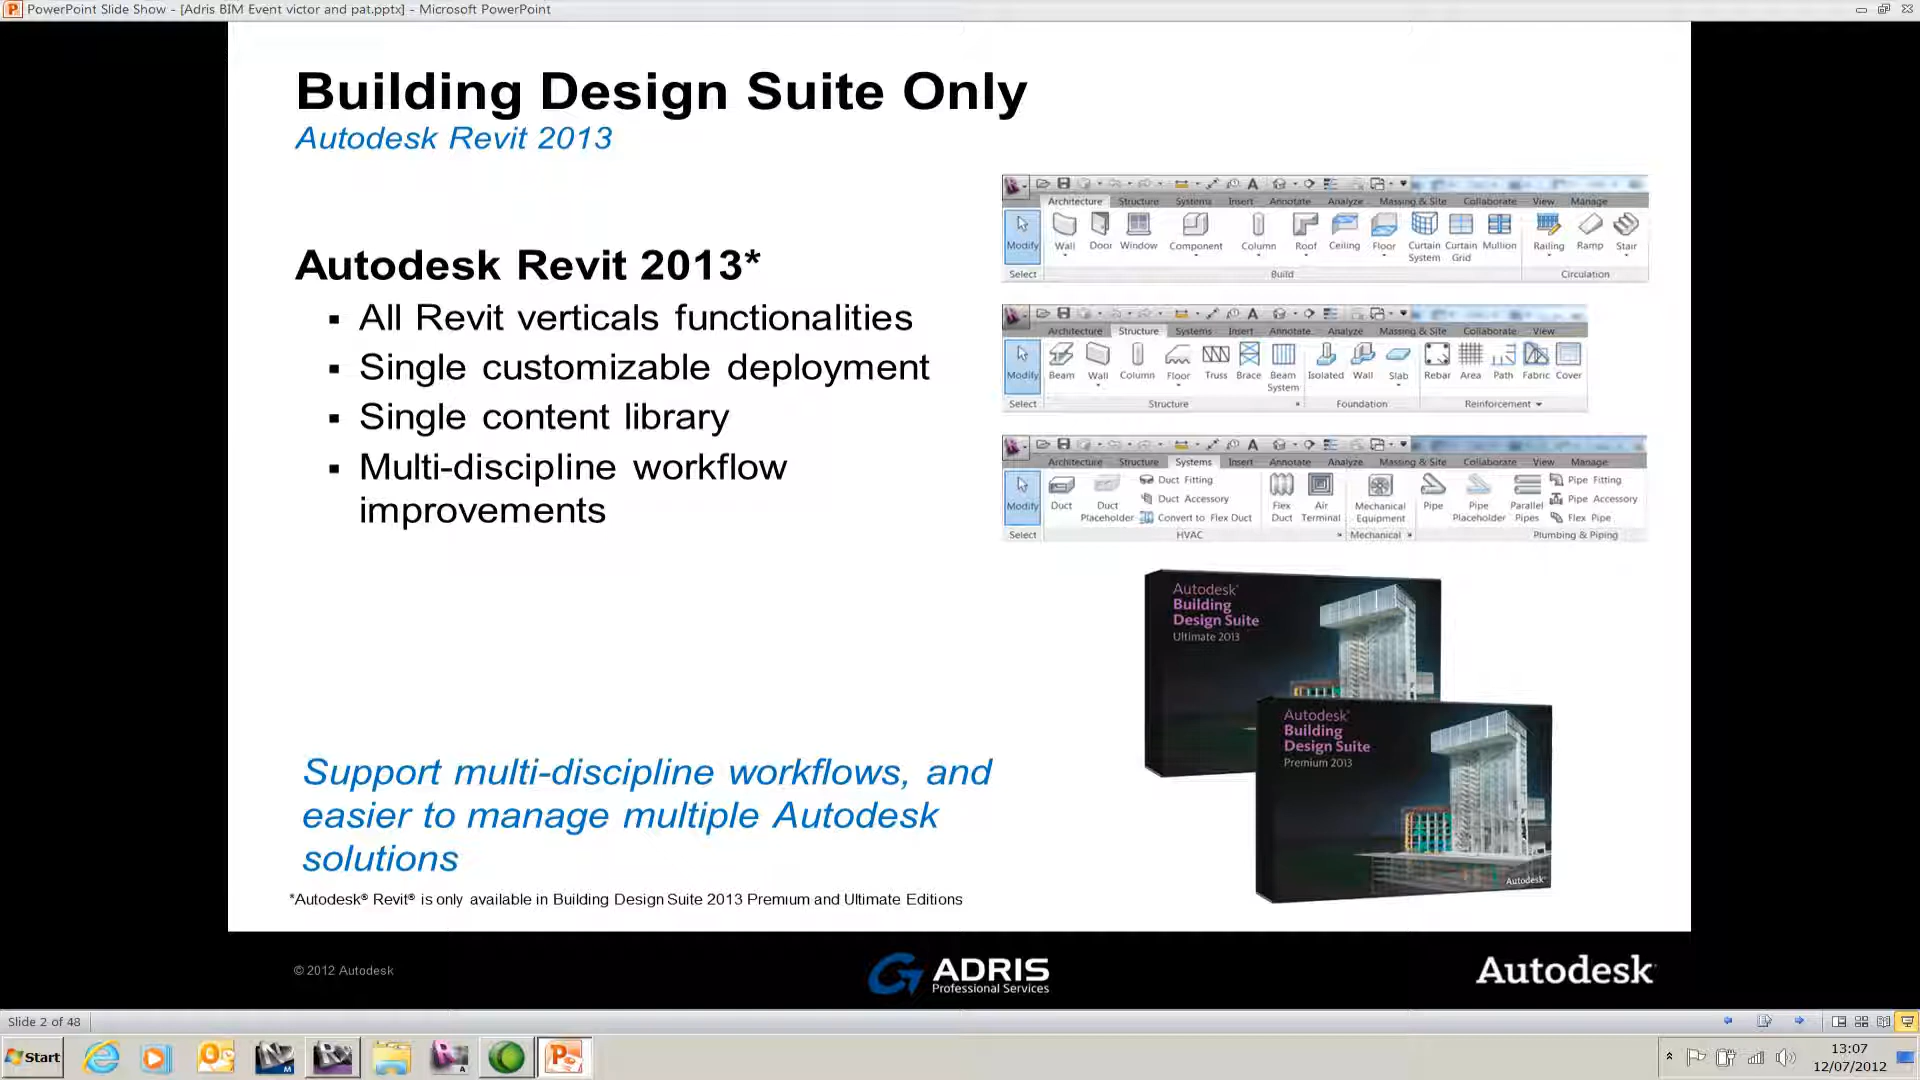 PowerPoint Slide Show - [Adris BIM Event victor and pat.pptx] - Microsoft PowerPoint
Building Design Suite Only
Autodesk Revit 2013
Autodesk Revit 2013*
▪ All Revit verticals functionalities
▪ Single customizable deployment
▪ Single content library
▪ Multi-discipline workflow
improvements
Support multi-discipline workflows, and
easier to manage multiple Autodesk
solutions
*Autodesk® Revit® is only available in Building Design Suite 2013 Premium and Ultimate Editions
Architecture Structure Systems Insert Annotate Analyze Massing & Site Collaborate View Manage
Modify Wall Door Window Component Column Roof Ceiling Floor Curtain Curtain Mullion Railing Ramp Stair
System Grid
Select Build Circulation
Architecture Structure Systems Insert Annotate Analyze Massing & Site Collaborate View
Modify Beam Wall Column Floor Truss Brace Beam Isolated Wall Slab Rebar Area Path Fabric Cover
System
Select Structure Foundation Reinforcement
Architecture Structure Systems Insert Annotate Analyze Massing & Site Collaborate View Manage
Duct Fitting Pipe Fitting
Modify Duct Duct Duct Accessory Flex Air Mechanical Pipe Pipe Parallel Pipe Accessory
Placeholder Convert to Flex Duct Duct Terminal Equipment Placeholder Pipes Flex Pipe
Select HVAC Mechanical Plumbing & Piping
Autodesk®
Building
Design Suite
Ultimate 2013
Autodesk®
Building
Design Suite
Premium 2013
Autodesk
© 2012 Autodesk
ADRIS
Professional Services
Autodesk
Slide 2 of 48
Start
13:07
12/07/2012